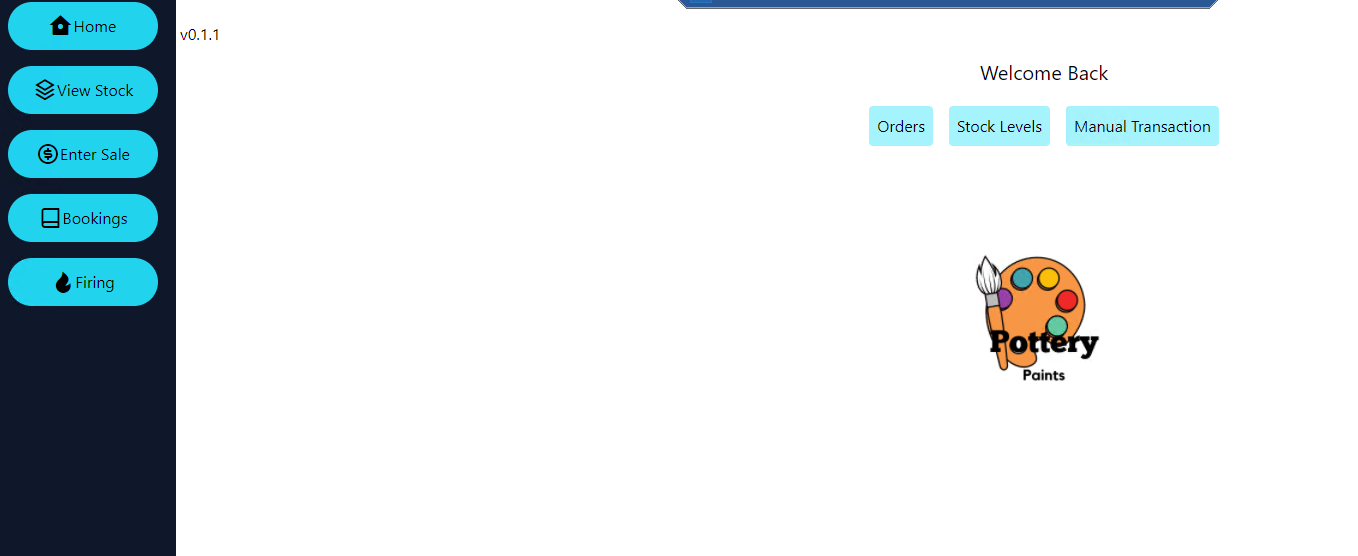 Home
View Stock
Enter Sale
Bookings
Firing
v0.1.1
Welcome Back
Orders Stock Levels Manual Transaction
Pottery
Paints